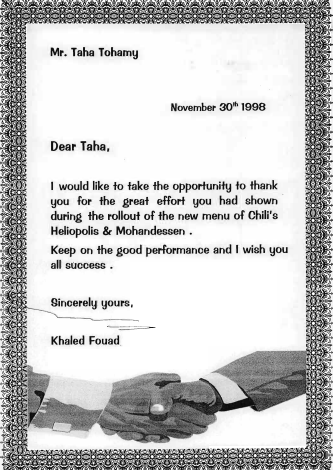 Mr. Taha Tohamy
November 30th 1998
Dear Taha,
I would like to take the opportunity to thank
you for the great effort you had shown
during the rollout of the new menu of Chili's
Heliopolis & Mohandessen .
Keep on the good performance and I wish you
all success .
Sincerely yours,
Khaled Fouad